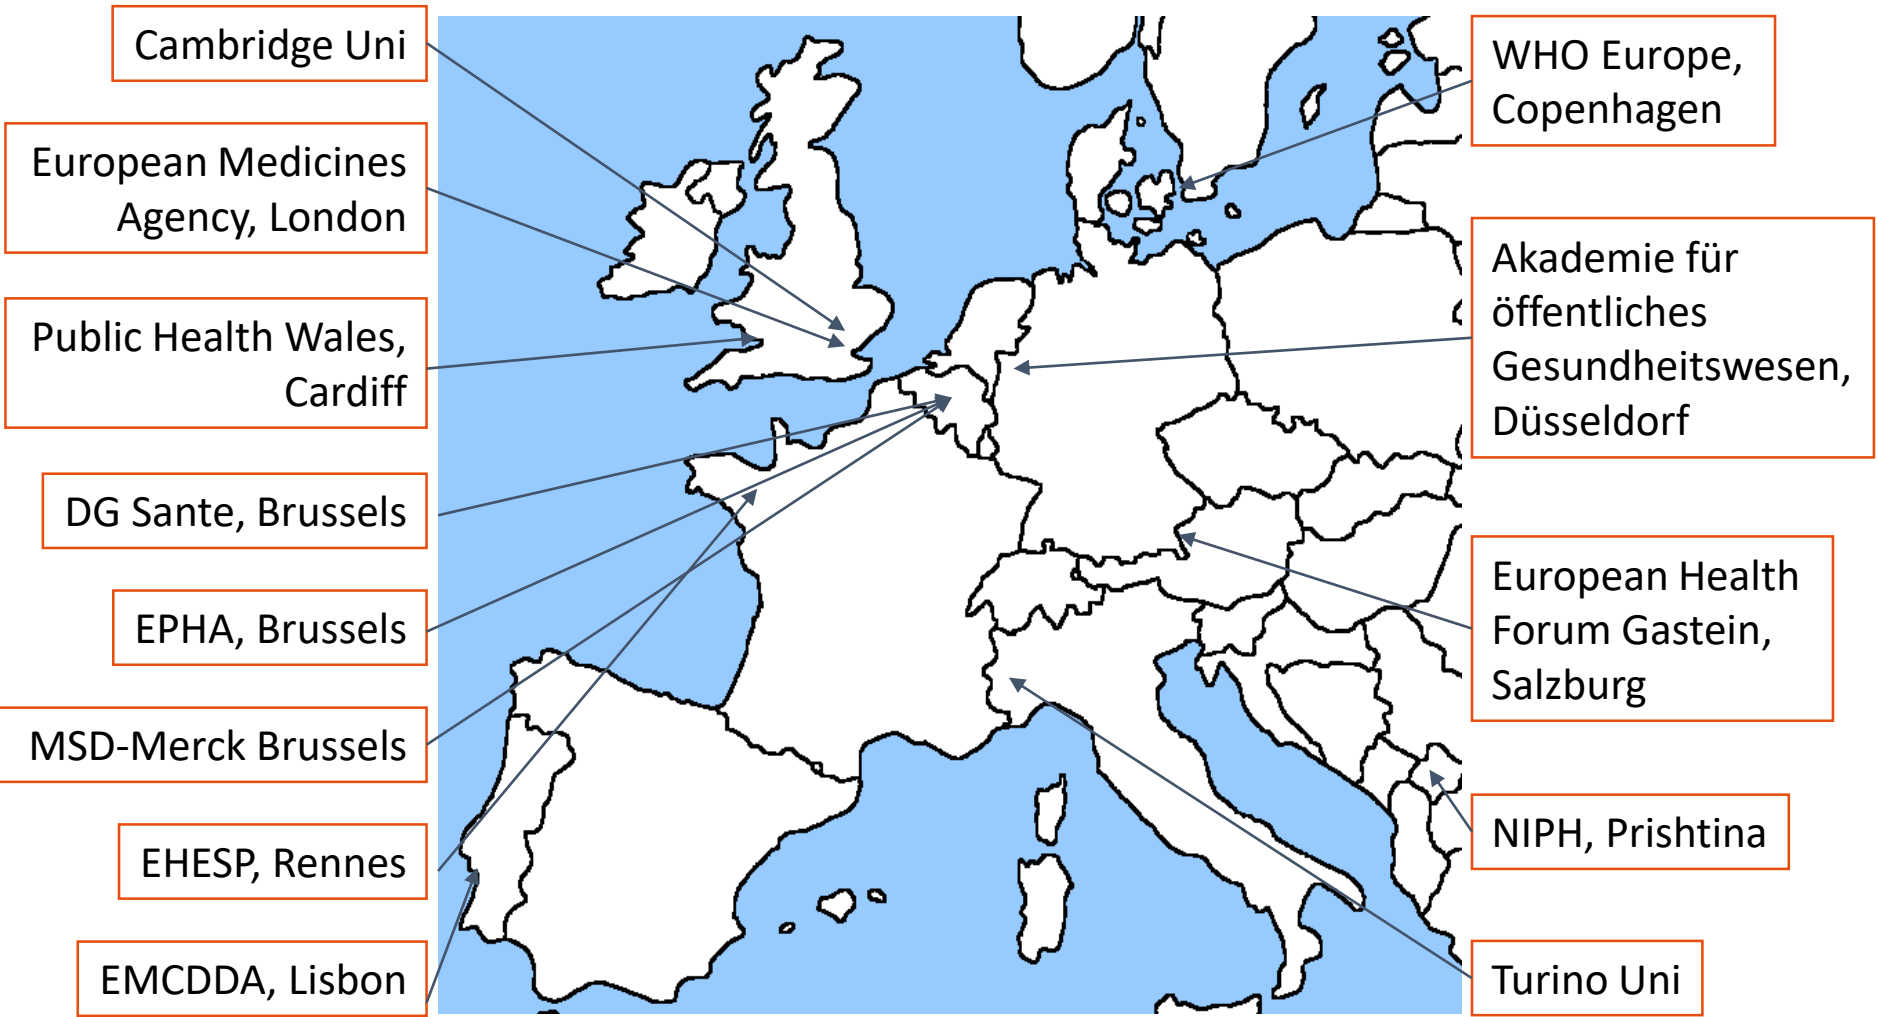 Cambridge Uni
European Medicines
Agency, London
Public Health Wales,
Cardiff
DG Sante, Brussels
EPHA, Brussels
MSD-Merck Brussels
EHESP, Rennes
EMCDDA, Lisbon
WHO Europe,
Copenhagen
Akademie für
öffentliches
Gesundheitswesen,
Düsseldorf
European Health
Forum Gastein,
Salzburg
NIPH, Prishtina
Turino Uni